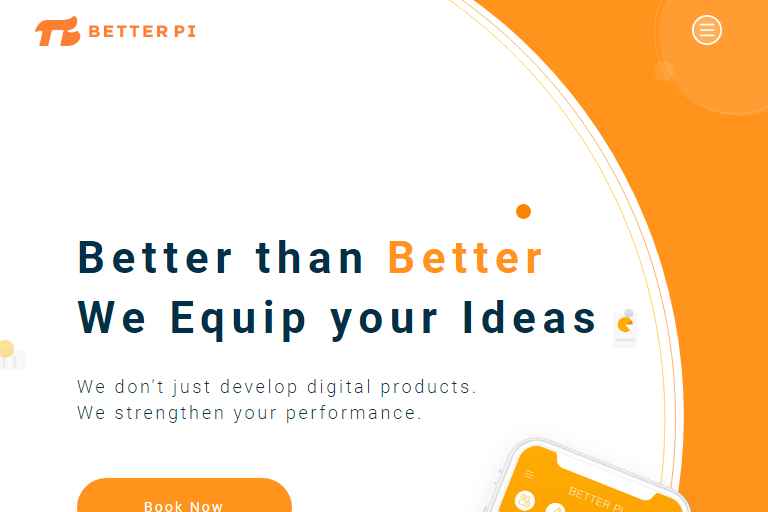 BETTER PI
Better than Better
We Equip your Ideas
We don't just develop digital products.
We strengthen your performance.
BETTER PI
Book Now